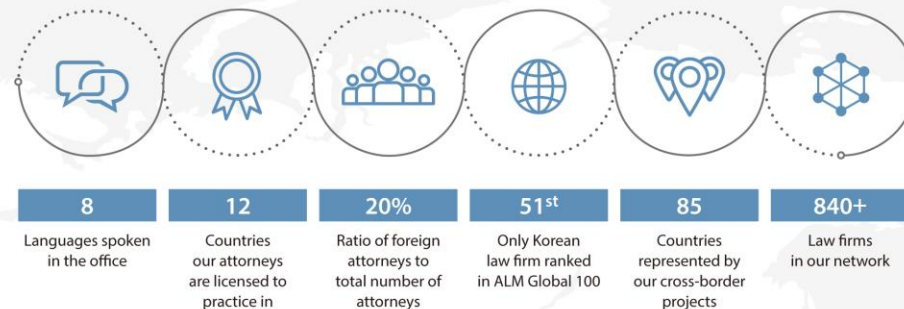 8
Languages spoken
in the office
12
Countries
our attorneys
are licensed to
practice in
20%
Ratio of foreign
attorneys to
total number of
attorneys
51st
Only Korean
law firm ranked
in ALM Global 100
85
Countries
represented by
our cross-border
projects
840+
Law firms
in our network